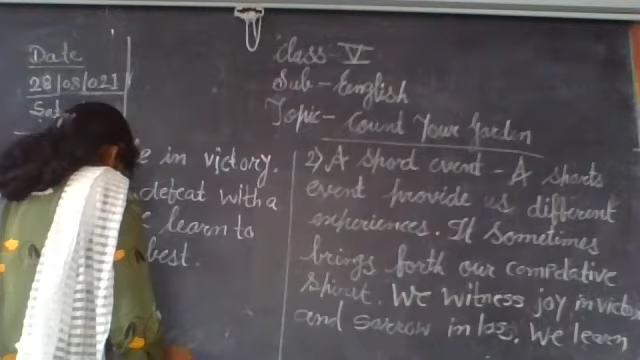 Date
28/08/021
Class - V
Sub - English
Topic - Count Your Garden
in victory.
defeat with a
learn to
best.
2) A short event - A sharts
event provide us different
experiences. It sometimes
brings forth our competative
spirit. We witness joy in victory
and sorrow in loss. We learn